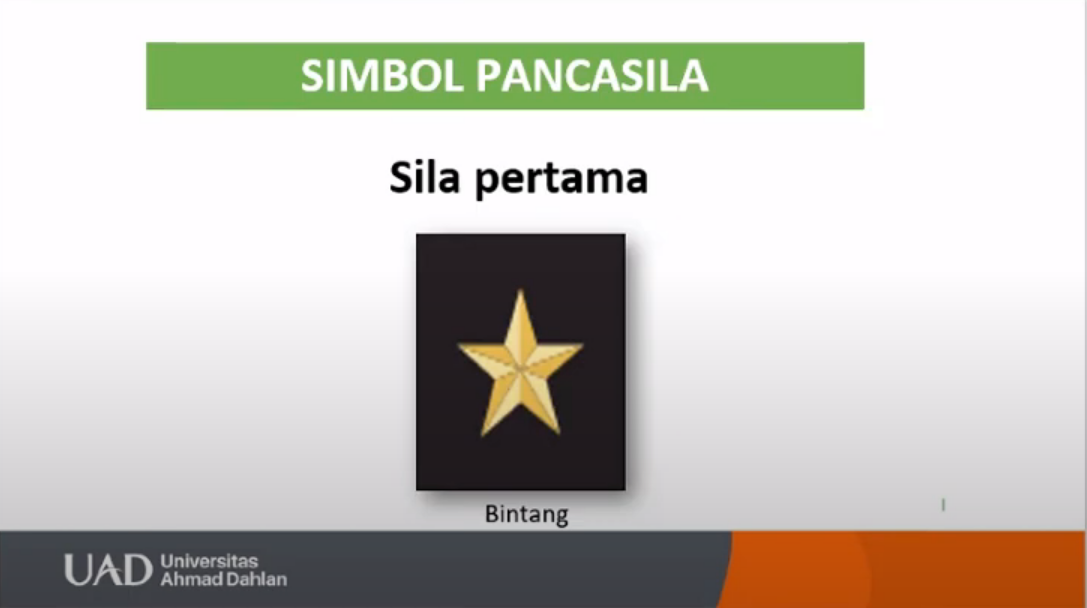 SIMBOL PANCASILA
Sila pertama
Bintang
UAD Universitas
Ahmad Dahlan